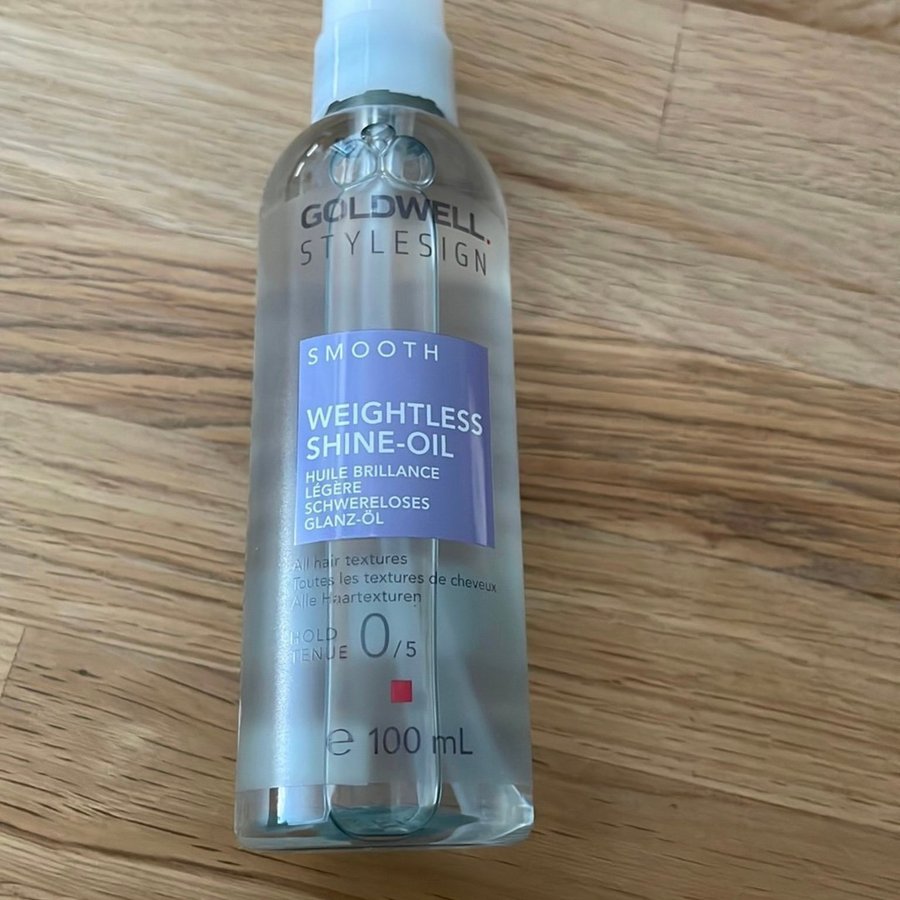 GOLDWELL.
STYLESIGN
SMOOTH
WEIGHTLESS
SHINE-OIL
HUILE BRILLANCE
LÉGÈRE
SCHWERELOSES
GLANZ-ÖL
All hair textures
Toutes les textures de cheveux
Alle Haartexturen
HOLD
TENUE 0/5
e 100 mL